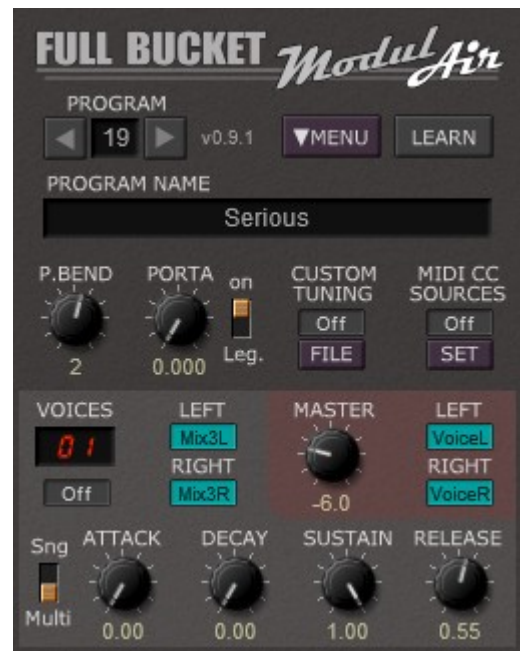 FULL BUCKET ModulAir
PROGRAM
19 v0.9.1 ▼MENU LEARN
PROGRAM NAME
Serious
P.BEND PORTA on CUSTOM TUNING MIDI CC SOURCES
Off Off
2 0.000 Leg. FILE SET
VOICES LEFT MASTER LEFT
01 Mix3L VoiceL
RIGHT RIGHT
Off Mix3R -6.0 VoiceR
Sng ATTACK DECAY SUSTAIN RELEASE
Multi 0.00 0.00 1.00 0.55